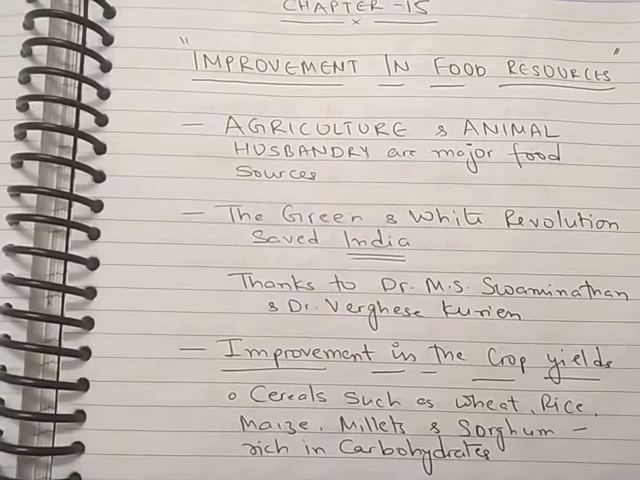 CHAPTER -15
x
"IMPROVEMENT IN FOOD RESOURCES"
- AGRICULTURE & ANIMAL
HUSBANDRY are major food
Sources
- The Green & White Revolution
Saved India
Thanks to Dr. M.S. Swaminathan
& Dr. Verghese Kurien
- Improvement in the Crop yields
o Cereals such as wheat, Rice,
Maize, Millets & Sorghum -
rich in Carbohydrates